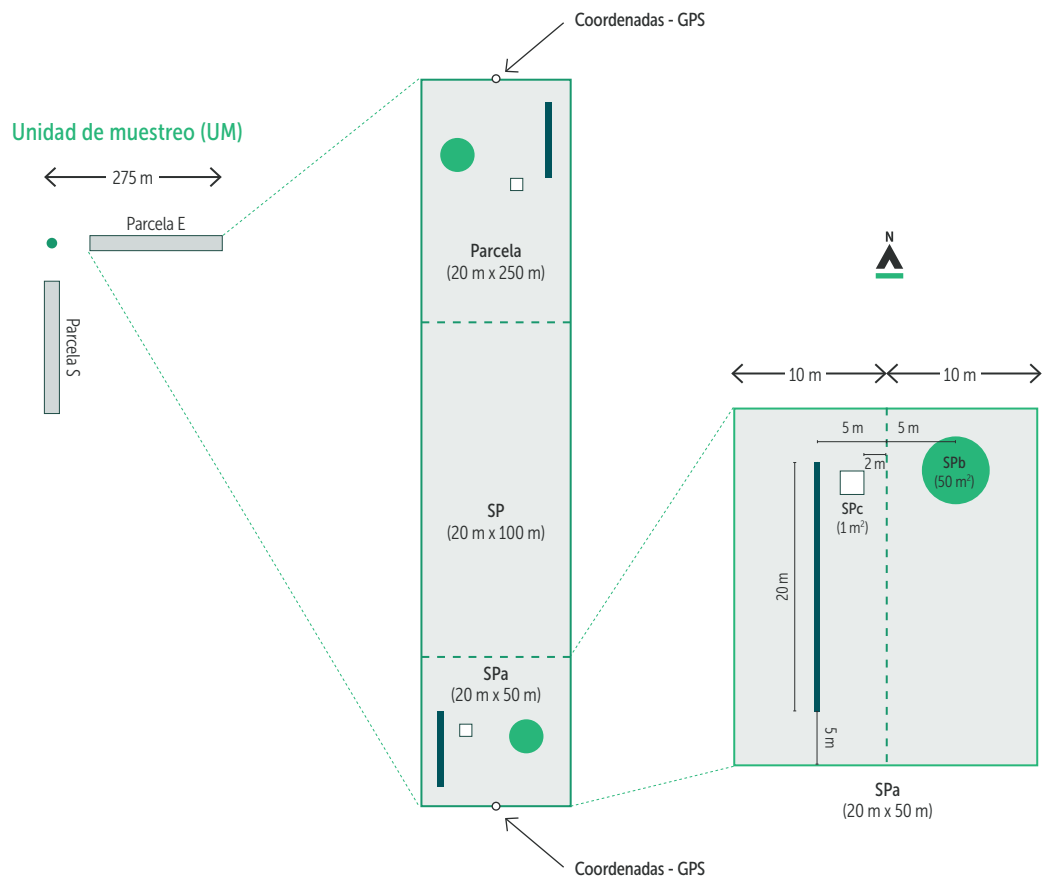 Coordenadas - GPS
Unidad de muestreo (UM)
275 m
Parcela E
Parcela S
Parcela
(20 m x 250 m)
SP
(20 m x 100 m)
SPa
(20 m x 50 m)
Coordenadas - GPS
N
10 m
10 m
5 m
5 m
2 m
SPb
(50 m²)
SPc
(1 m²)
20 m
5 m
SPa
(20 m x 50 m)